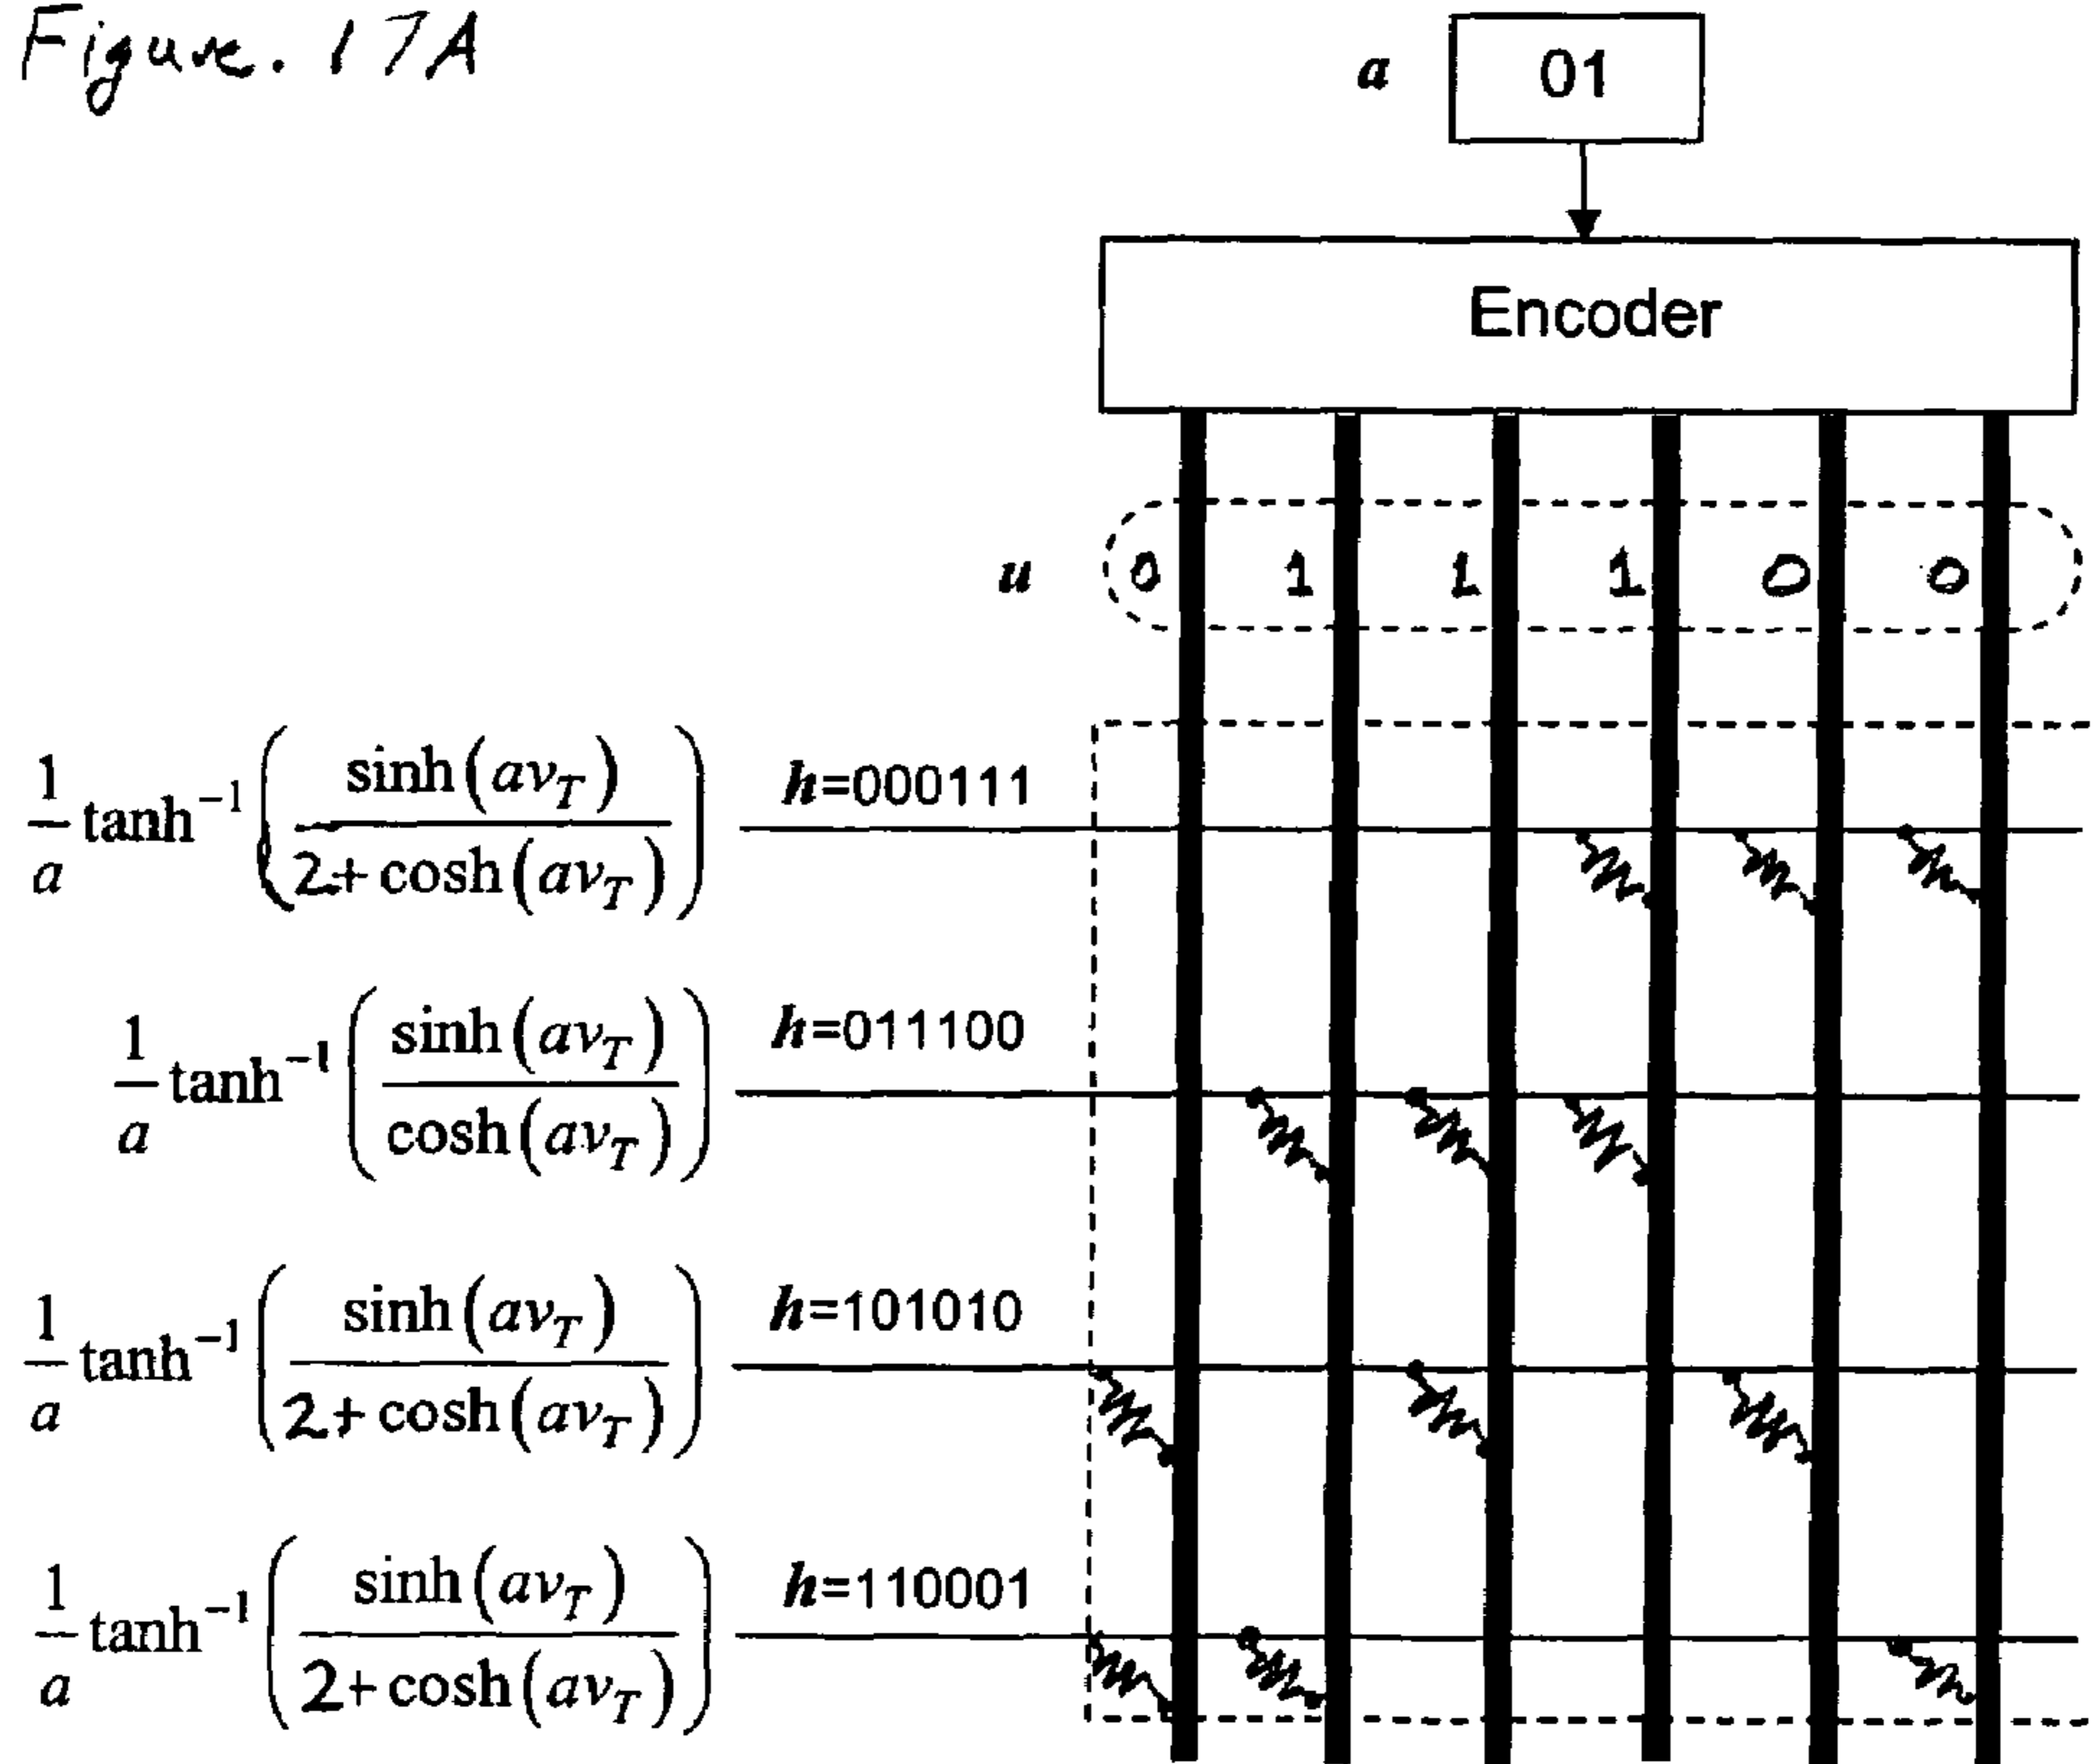 Figure. 17A
a 01
Encoder
u 0 1 1 1 0 0
1/a tanh⁻¹( sinh(av_T) / 2+cosh(av_T) ) h=000111
1/a tanh⁻¹( sinh(av_T) / cosh(av_T) ) h=011100
1/a tanh⁻¹( sinh(av_T) / 2+cosh(av_T) ) h=101010
1/a tanh⁻¹( sinh(av_T) / 2+cosh(av_T) ) h=110001